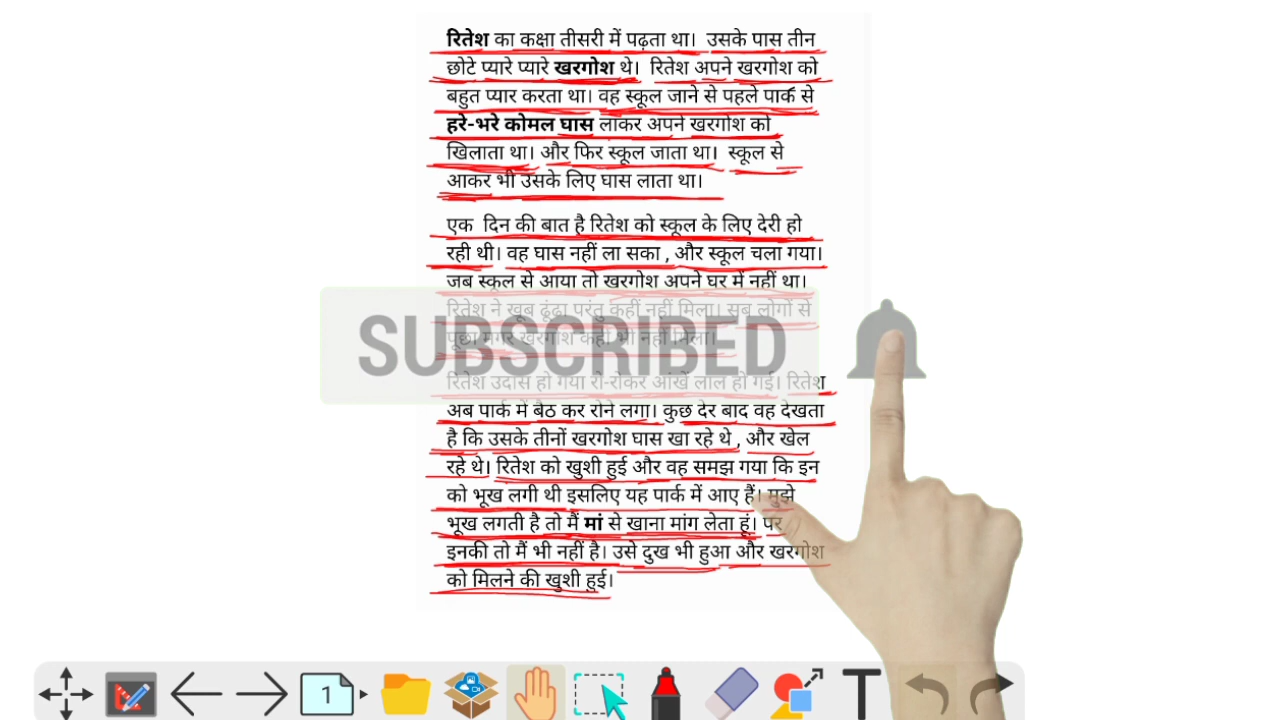 रितेश का कक्षा तीसरी में पढ़ता था। उसके पास तीन
छोटे प्यारे प्यारे खरगोश थे। रितेश अपने खरगोश को
बहुत प्यार करता था। वह स्कूल जाने से पहले पार्क से
हरे-भरे कोमल घास लाकर अपने खरगोश को
खिलाता था। और फिर स्कूल जाता था। स्कूल से
आकर भी उसके लिए घास लाता था।
एक दिन की बात है रितेश को स्कूल के लिए देरी हो
रही थी। वह घास नहीं ला सका , और स्कूल चला गया।
जब स्कूल से आया तो खरगोश अपने घर में नहीं था।
रितेश ने खूब ढूंढा परंतु कहीं नहीं मिला। सब लोगों से
पूछा मगर खरगोश कहीं भी नहीं मिला।
SUBSCRIBED
रितेश उदास हो गया रो-रोकर आंखें लाल हो गई। रितेश
अब पार्क में बैठ कर रोने लगा। कुछ देर बाद वह देखता
है कि उसके तीनों खरगोश घास खा रहे थे , और खेल
रहे थे। रितेश को खुशी हुई और वह समझ गया कि इन
को भूख लगी थी इसलिए यह पार्क में आए हैं। मुझे
भूख लगती है तो मैं मां से खाना मांग लेता हूं। पर
इनकी तो मैं भी नहीं है। उसे दुख भी हुआ और खरगोश
को मिलने की खुशी हुई।
1
T